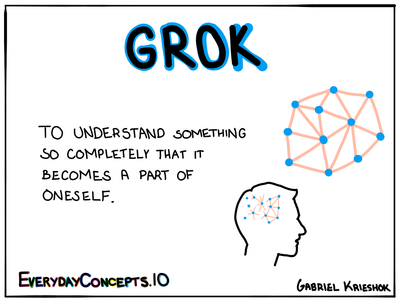 GROK
TO UNDERSTAND SOMETHING
SO COMPLETELY THAT IT
BECOMES A PART OF
ONESELF.
EVERYDAYCONCEPTS.IO
GABRIEL KRIESHOK